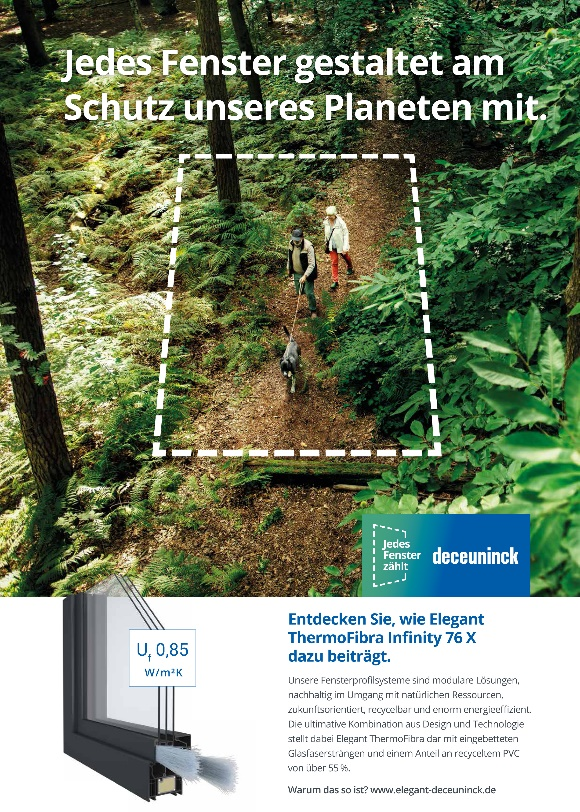 Jedes Fenster gestaltet am
Schutz unseres Planeten mit.
Jedes
Fenster
zählt
deceuninck
Uf 0,85
W/m²K
Entdecken Sie, wie Elegant
ThermoFibra Infinity 76 X
dazu beiträgt.
Unsere Fensterprofilsysteme sind modulare Lösungen,
nachhaltig im Umgang mit natürlichen Ressourcen,
zukunftsorientiert, recycelbar und enorm energieeffizient.
Die ultimative Kombination aus Design und Technologie
stellt dabei Elegant ThermoFibra dar mit eingebetteten
Glasfasersträngen und einem Anteil an recyceltem PVC
von über 55 %.
Warum das so ist? www.elegant-deceuninck.de